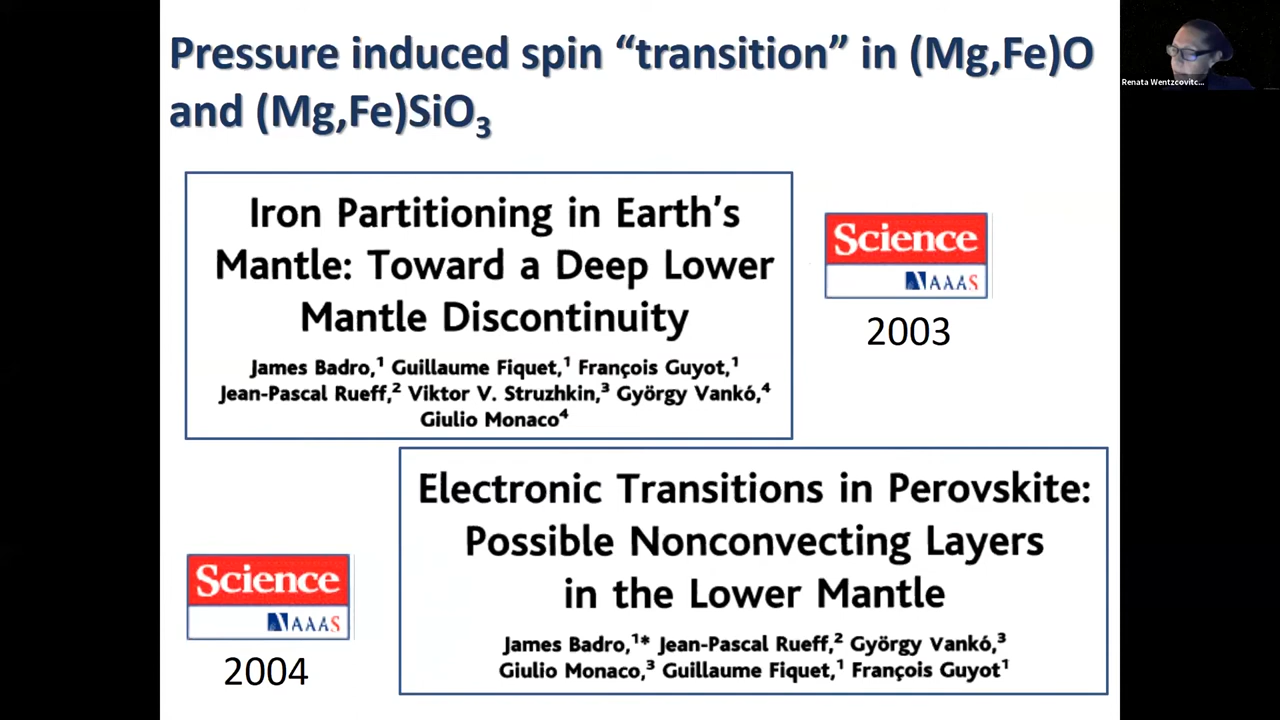 Pressure induced spin “transition” in (Mg,Fe)O
and (Mg,Fe)SiO₃
Renata Wentzcovitc...
Iron Partitioning in Earth’s
Mantle: Toward a Deep Lower
Mantle Discontinuity
James Badro,¹ Guillaume Fiquet,¹ François Guyot,¹
Jean-Pascal Rueff,² Viktor V. Struzhkin,³ György Vankó,⁴
Giulio Monaco⁴
Science
AAAS
2003
Electronic Transitions in Perovskite:
Possible Nonconvecting Layers
in the Lower Mantle
James Badro,¹* Jean-Pascal Rueff,² György Vankó,³
Giulio Monaco,³ Guillaume Fiquet,¹ François Guyot¹
Science
AAAS
2004